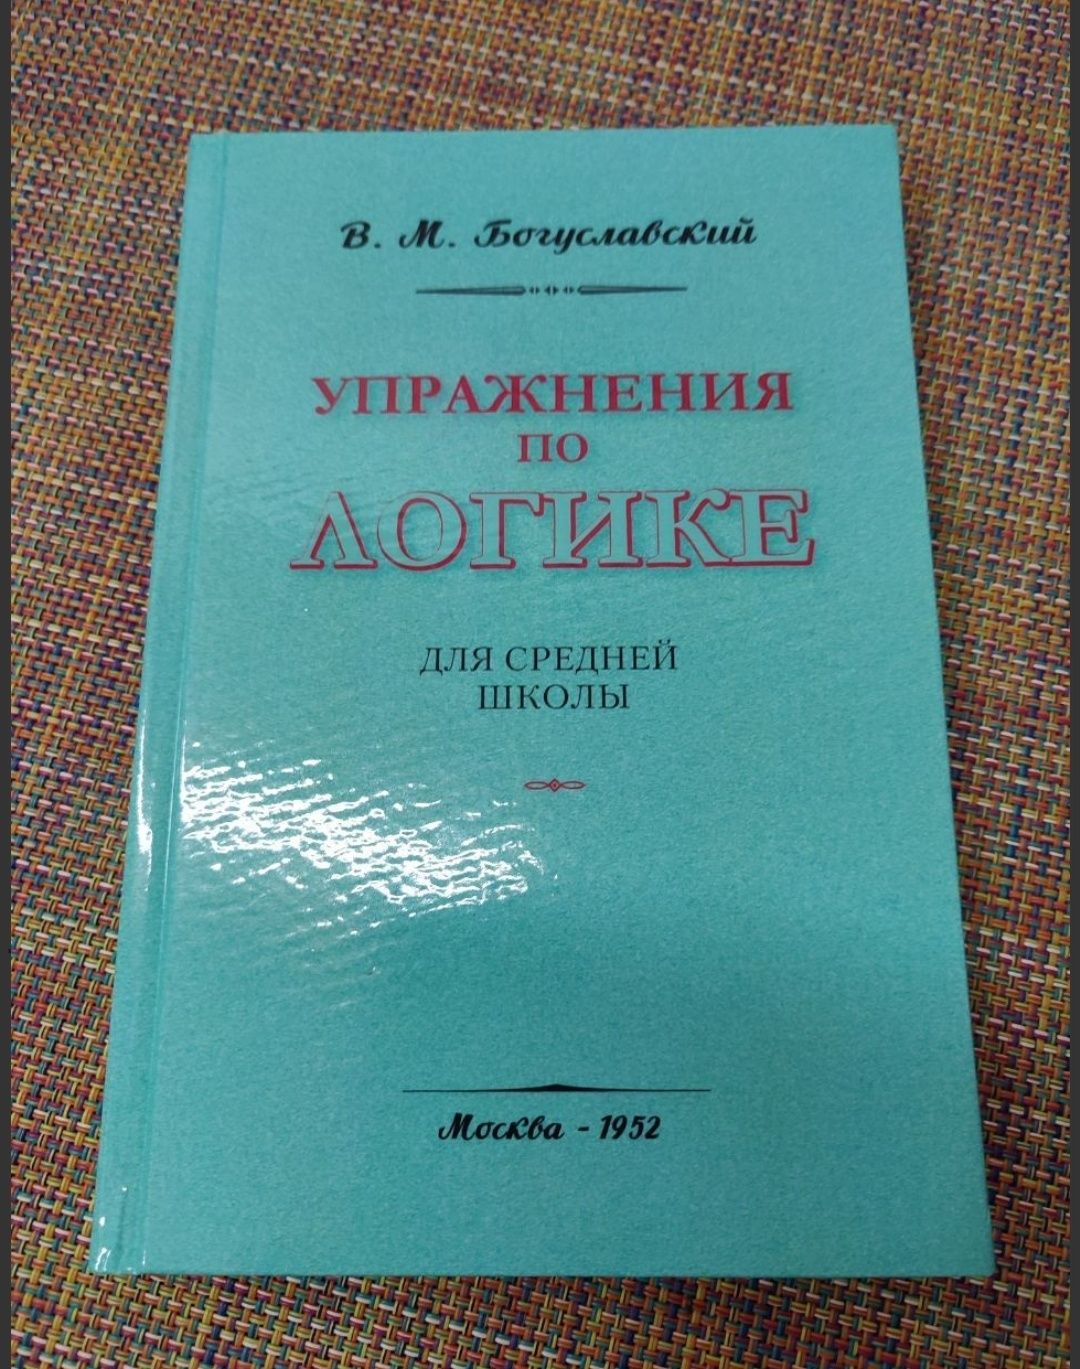 В. М. Богуславский
УПРАЖНЕНИЯ
ПО
ЛОГИКЕ
ДЛЯ СРЕДНЕЙ
ШКОЛЫ
Москва - 1952